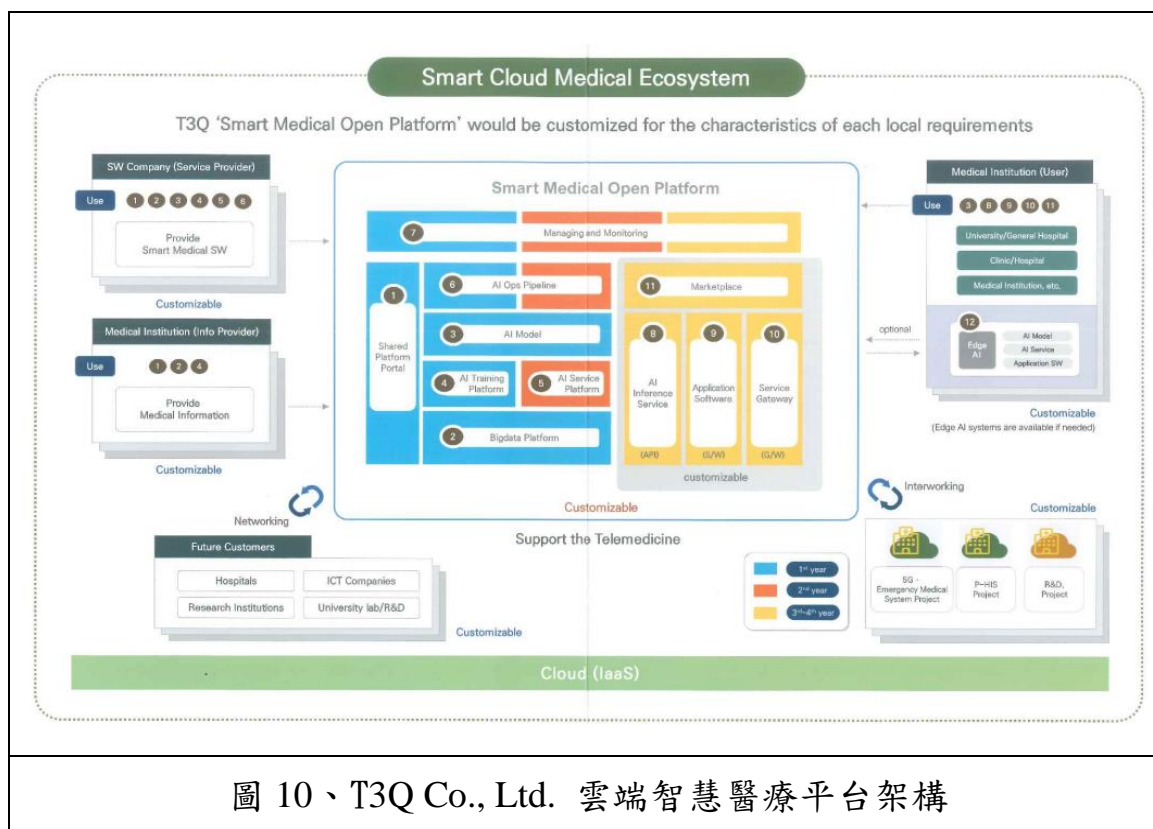 Smart Cloud Medical Ecosystem
T3Q ‘Smart Medical Open Platform’ would be customized for the characteristics of each local requirements
SW Company (Service Provider)
Use
1 2 3 4 5 6
Provide
Smart Medical SW
Customizable
Medical Institution (Info Provider)
Use
1 2 4
Provide
Medical Information
Customizable
Smart Medical Open Platform
7 Managing and Monitoring
1
Shared
Platform
Portal
6 AI Ops Pipeline
3 AI Model
4 AI Training
Platform
5 AI Service
Platform
2 Bigdata Platform
11 Marketplace
8
AI
Inference
Service
(API)
9
Application
Software
(S/W)
10
Service
Gateway
(G/W)
customizable
Customizable
Medical Institution (User)
Use
3 8 9 10 11
University/General Hospital
Clinic/Hospital
Medical Institution, etc.
optional
12
Edge
AI
AI Model
AI Service
Application SW
Customizable
(Edge AI systems are available if needed)
Networking
Interworking
Future Customers
Hospitals
ICT Companies
Research Institutions
University lab/R&D
Customizable
Support the Telemedicine
1st year
2nd year
3rd~4th year
Customizable
5G -
Emergency Medical
System Project
P-HIS
Project
R&D,
Project
Cloud (IaaS)
圖 10、T3Q Co., Ltd. 雲端智慧醫療平台架構